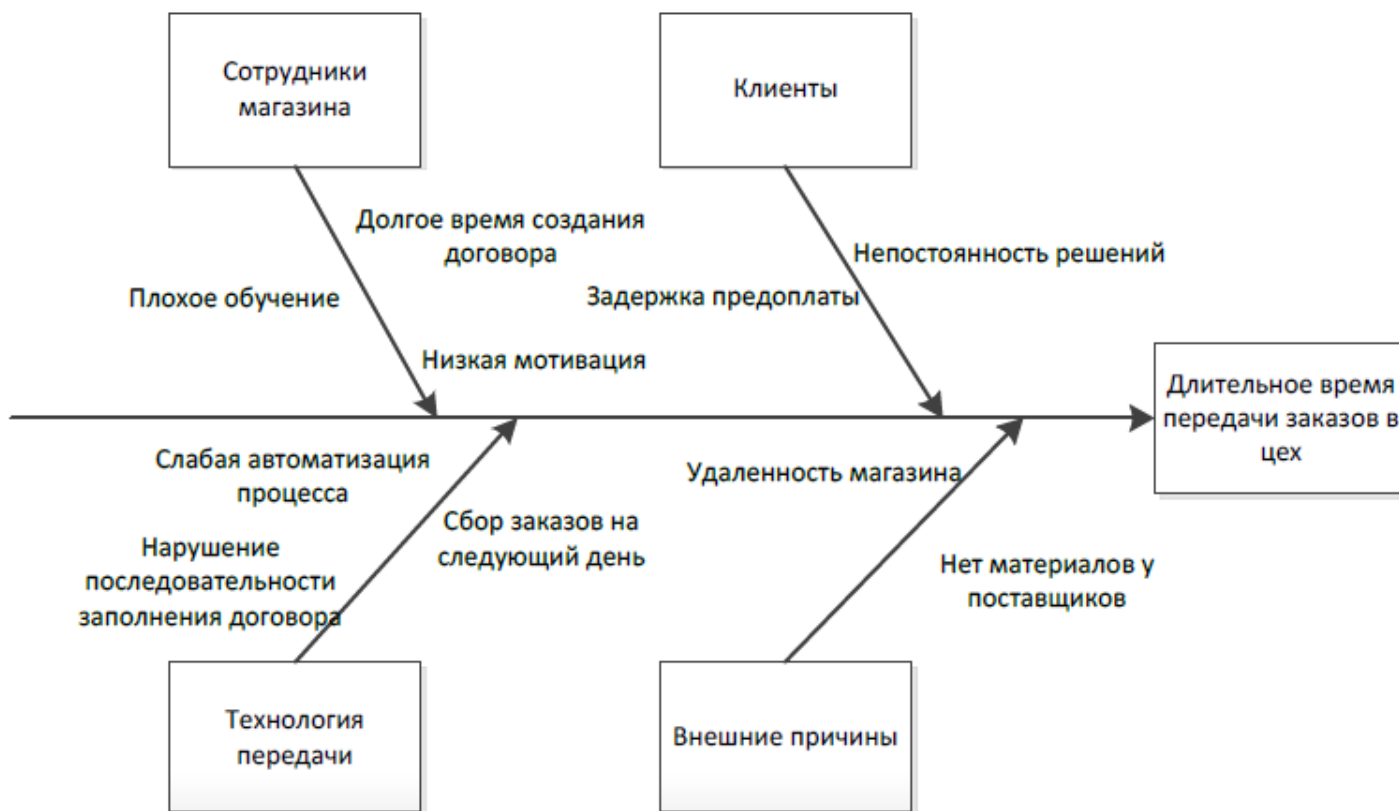 Сотрудники
магазина
Клиенты
Долгое время создания
договора
Непостоянность решений
Плохое обучение
Задержка предоплаты
Низкая мотивация
Длительное время
передачи заказов в
цех
Слабая автоматизация
процесса
Удаленность магазина
Сбор заказов на
следующий день
Нарушение
последовательности
заполнения договора
Нет материалов у
поставщиков
Технология
передачи
Внешние причины